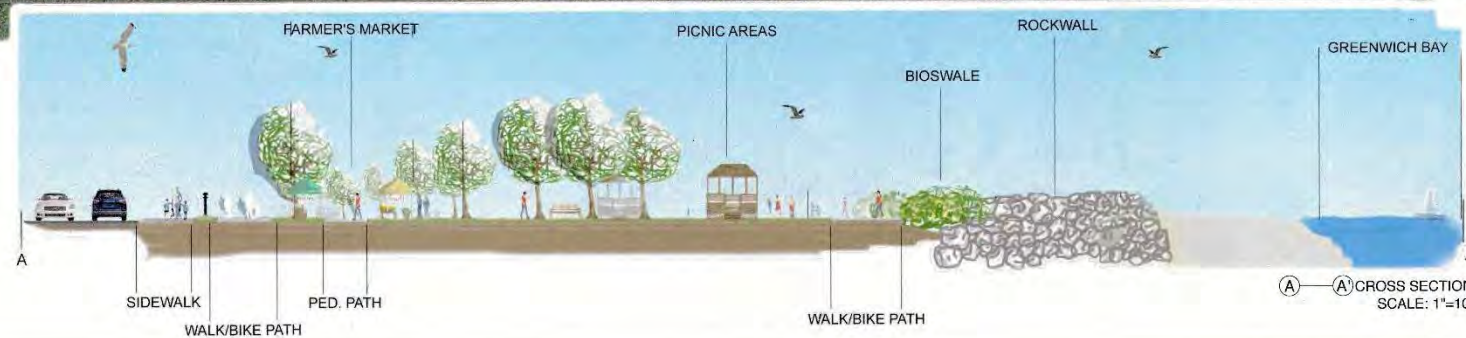 FARMER'S MARKET
PICNIC AREAS
ROCKWALL
GREENWICH BAY
BIOSWALE
A
SIDEWALK
PED. PATH
WALK/BIKE PATH
WALK/BIKE PATH
A A' CROSS SECTION
SCALE: 1"=10